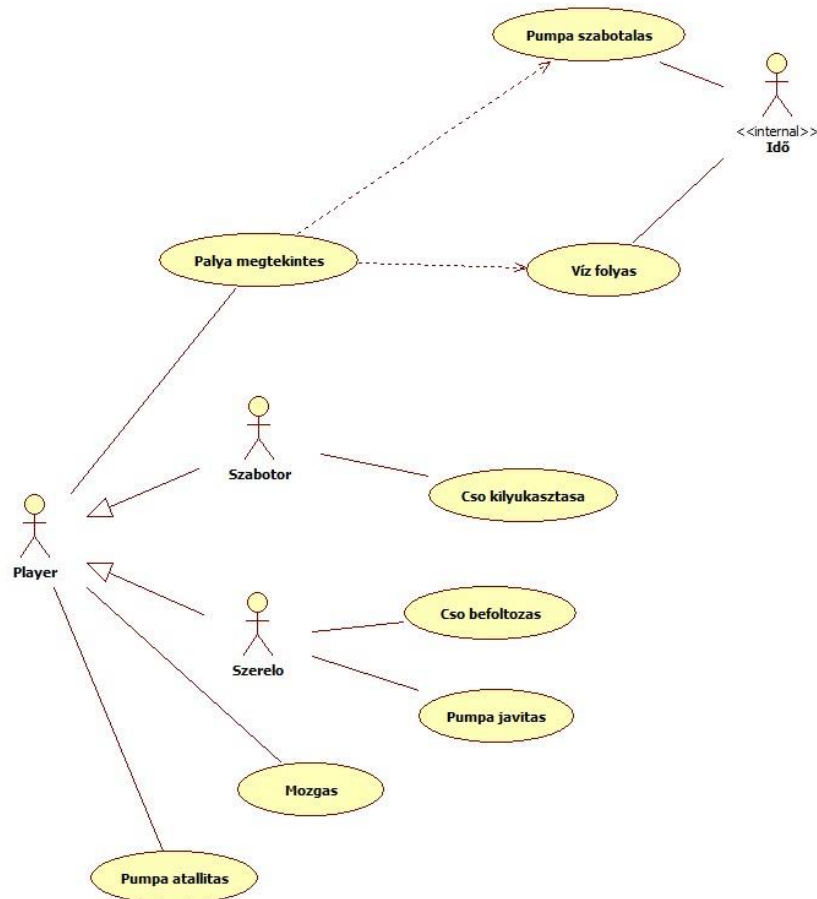 Pumpa szabotalas
<<internal>>
Idő
Palya megtekintes
Víz folyas
Szabotor
Cso kilyukasztasa
Player
Cso befoltozas
Szerelo
Pumpa javitas
Mozgas
Pumpa atallitas